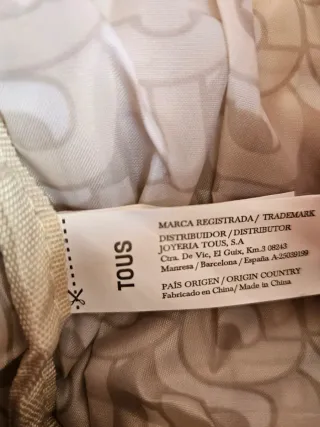 TOUS
MARCA REGISTRADA / TRADEMARK
DISTRIBUIDOR / DISTRIBUTOR
JOYERIA TOUS, S.A
Ctra. De Vic, El Guix, Km.3 08243
Manresa / Barcelona / España A-25039199
PAÍS ORIGEN / ORIGIN COUNTRY
Fabricado en China / Made in China